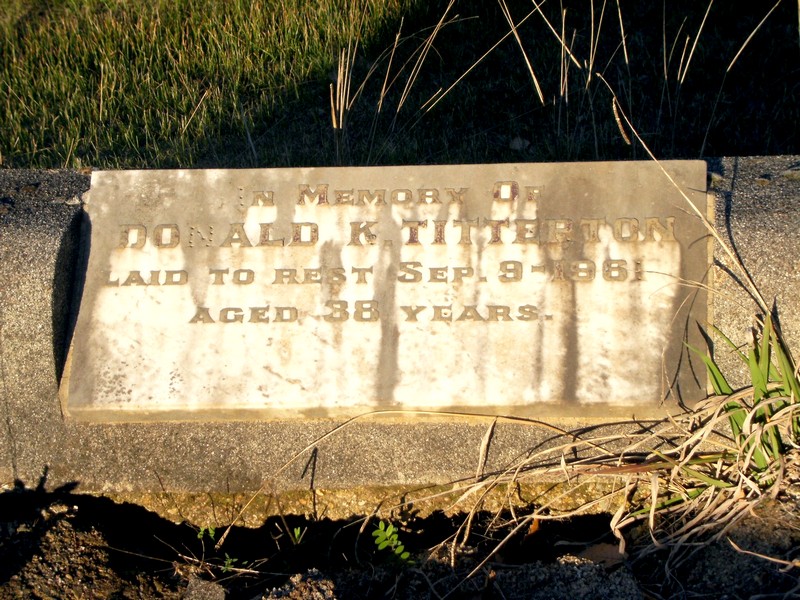 In Memory Of
DONALD K. TITTERTON
LAID TO REST SEP. 9-1961
AGED 38 YEARS.